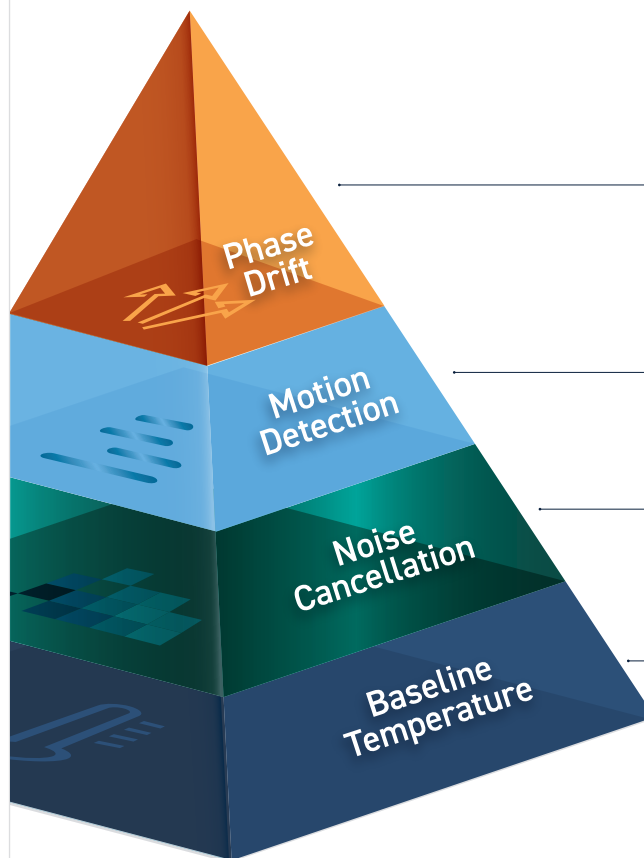 Phase
Drift
Motion
Detection
Noise
Cancellation
Baseline
Temperature